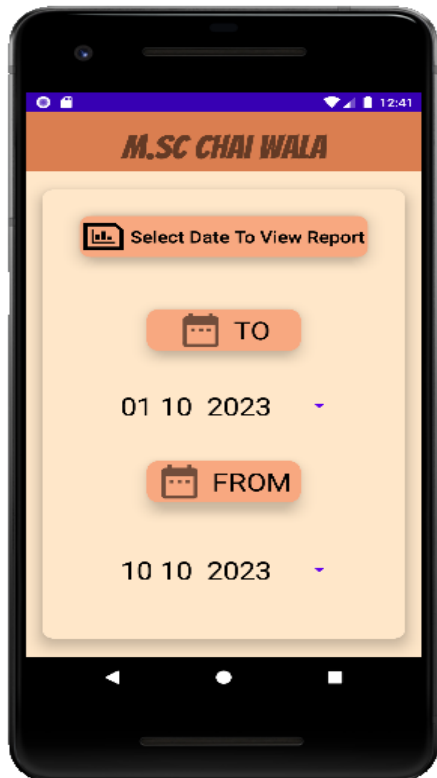 12:41
M.SC CHAI WALA
Select Date To View Report
TO
01 10 2023
FROM
10 10 2023